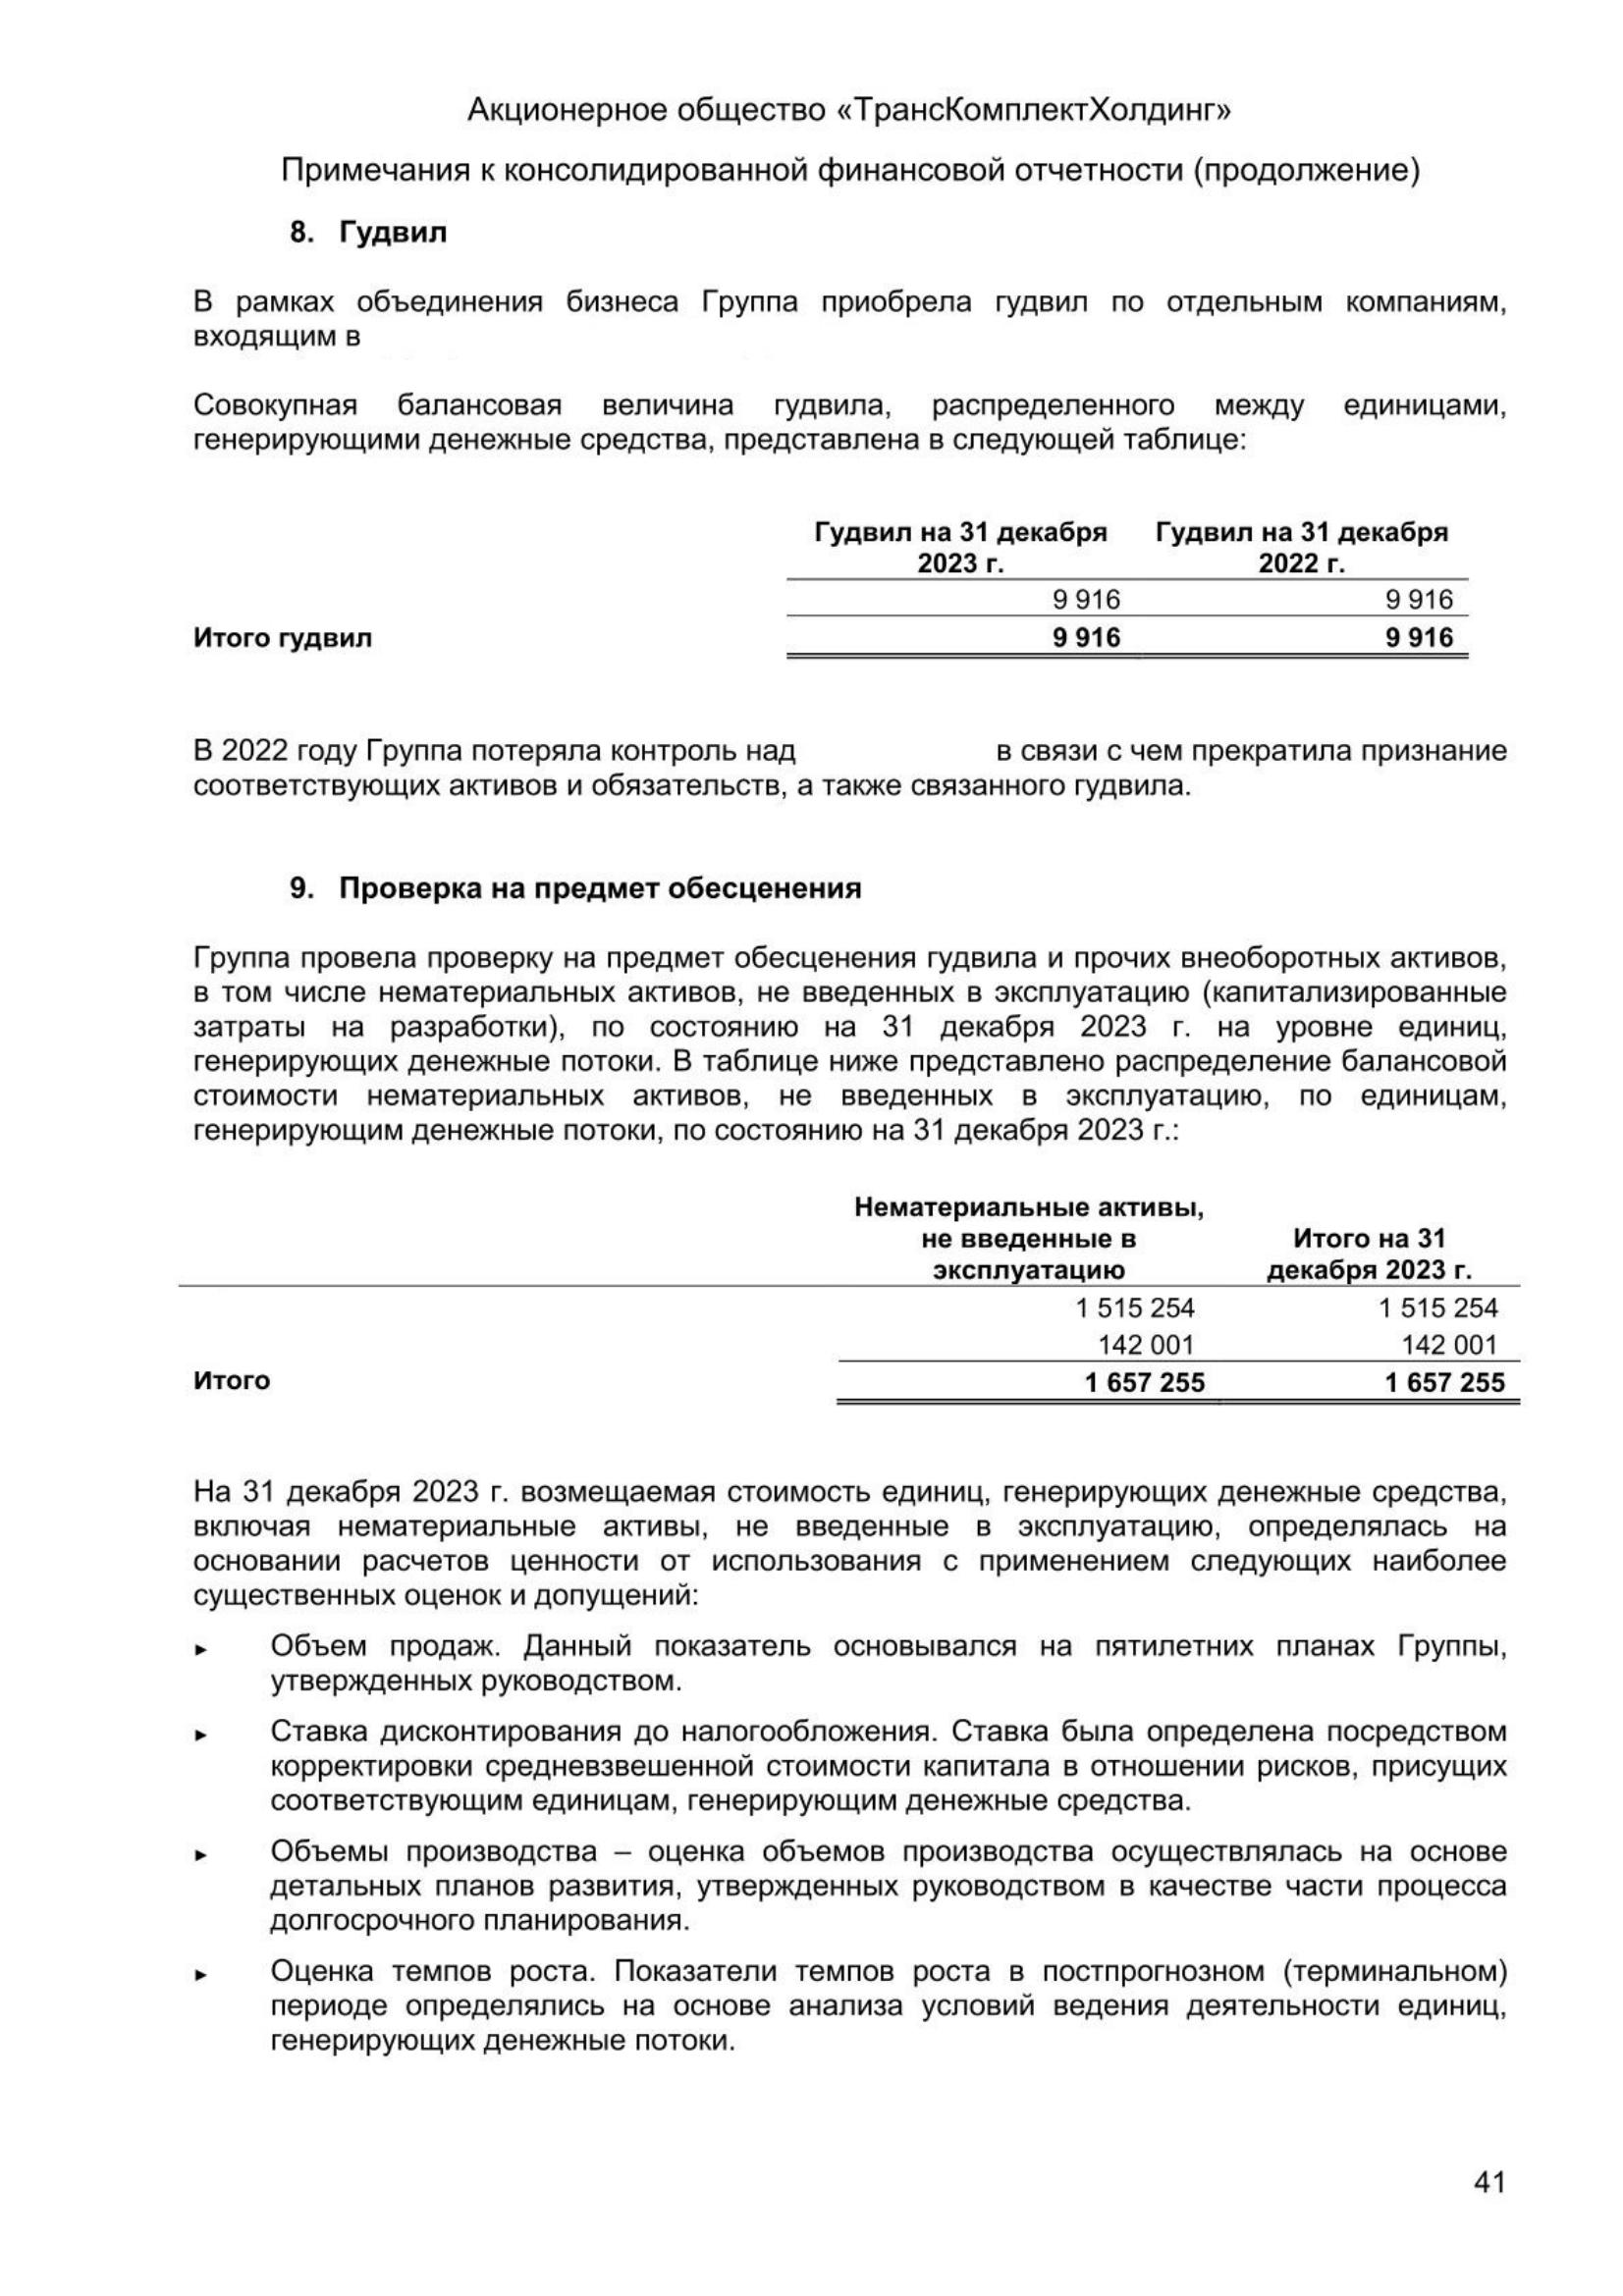 Акционерное общество «ТрансКомплектХолдинг»
Примечания к консолидированной финансовой отчетности (продолжение)
8. Гудвил
В рамках объединения бизнеса Группа приобрела гудвил по отдельным компаниям,
входящим в
Совокупная балансовая величина гудвила, распределенного между единицами,
генерирующими денежные средства, представлена в следующей таблице:
Гудвил на 31 декабря Гудвил на 31 декабря
2023 г. 2022 г.
9 916 9 916
Итого гудвил 9 916 9 916
В 2022 году Группа потеряла контроль над в связи с чем прекратила признание
соответствующих активов и обязательств, а также связанного гудвила.
9. Проверка на предмет обесценения
Группа провела проверку на предмет обесценения гудвила и прочих внеоборотных активов,
в том числе нематериальных активов, не введенных в эксплуатацию (капитализированные
затраты на разработки), по состоянию на 31 декабря 2023 г. на уровне единиц,
генерирующих денежные потоки. В таблице ниже представлено распределение балансовой
стоимости нематериальных активов, не введенных в эксплуатацию, по единицам,
генерирующим денежные потоки, по состоянию на 31 декабря 2023 г.:
Нематериальные активы,
не введенные в Итого на 31
эксплуатацию декабря 2023 г.
1 515 254 1 515 254
142 001 142 001
Итого 1 657 255 1 657 255
На 31 декабря 2023 г. возмещаемая стоимость единиц, генерирующих денежные средства,
включая нематериальные активы, не введенные в эксплуатацию, определялась на
основании расчетов ценности от использования с применением следующих наиболее
существенных оценок и допущений:
► Объем продаж. Данный показатель основывался на пятилетних планах Группы,
утвержденных руководством.
► Ставка дисконтирования до налогообложения. Ставка была определена посредством
корректировки средневзвешенной стоимости капитала в отношении рисков, присущих
соответствующим единицам, генерирующим денежные средства.
► Объемы производства – оценка объемов производства осуществлялась на основе
детальных планов развития, утвержденных руководством в качестве части процесса
долгосрочного планирования.
► Оценка темпов роста. Показатели темпов роста в постпрогнозном (терминальном)
периоде определялись на основе анализа условий ведения деятельности единиц,
генерирующих денежные потоки.
41